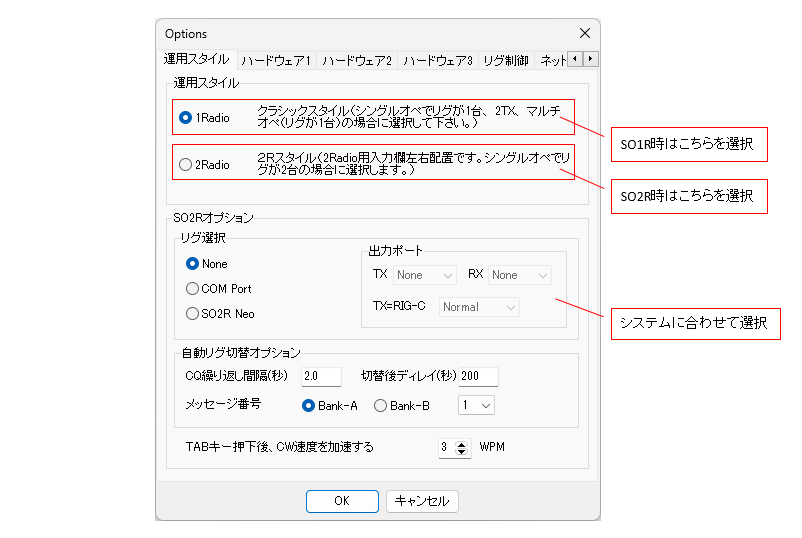 Options
運用スタイル ハードウェア1 ハードウェア2 ハードウェア3 リグ制御 ネット
運用スタイル
1Radio クラシックスタイル(シングルオペでリグが1台、2TX、マルチ
オペ(リグが1台)の場合に選択して下さい。)
SO1R時はこちらを選択
2Radio 2Rスタイル(2Radio用入力欄左右配置です。シングルオペでリ
グが2台の場合に選択します。)
SO2R時はこちらを選択
SO2Rオプション
リグ選択
None
COM Port
SO2R Neo
出力ポート
TX None RX None
TX=RIG-C Normal
システムに合わせて選択
自動リグ切替オプション
CQ繰り返し間隔(秒) 2.0 切替後ディレイ(秒) 200
メッセージ番号 Bank-A Bank-B 1
TABキー押下後、CW速度を加速する 3 WPM
OK キャンセル